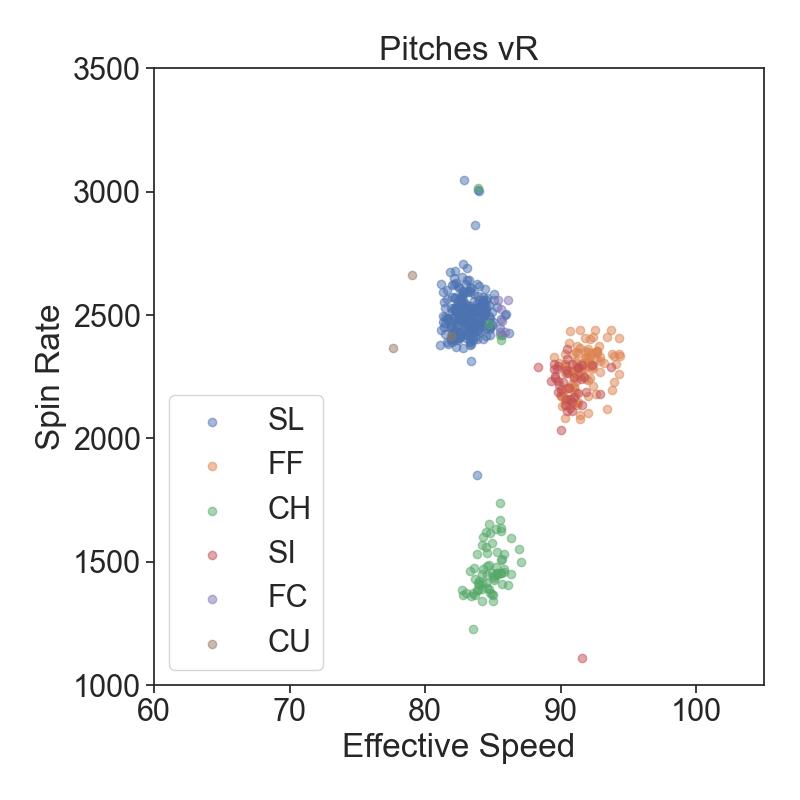 Pitches vR
Spin Rate
3500
3000
2500
2000
1500
1000
SL
FF
CH
SI
FC
CU
60 70 80 90 100
Effective Speed